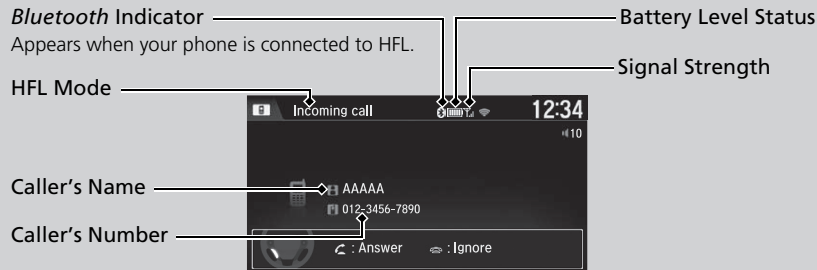 Bluetooth Indicator
Appears when your phone is connected to HFL.
HFL Mode
Battery Level Status
Signal Strength
Incoming call
12:34
10
Caller's Name
AAAAA
012-3456-7890
Caller's Number
: Answer
: Ignore